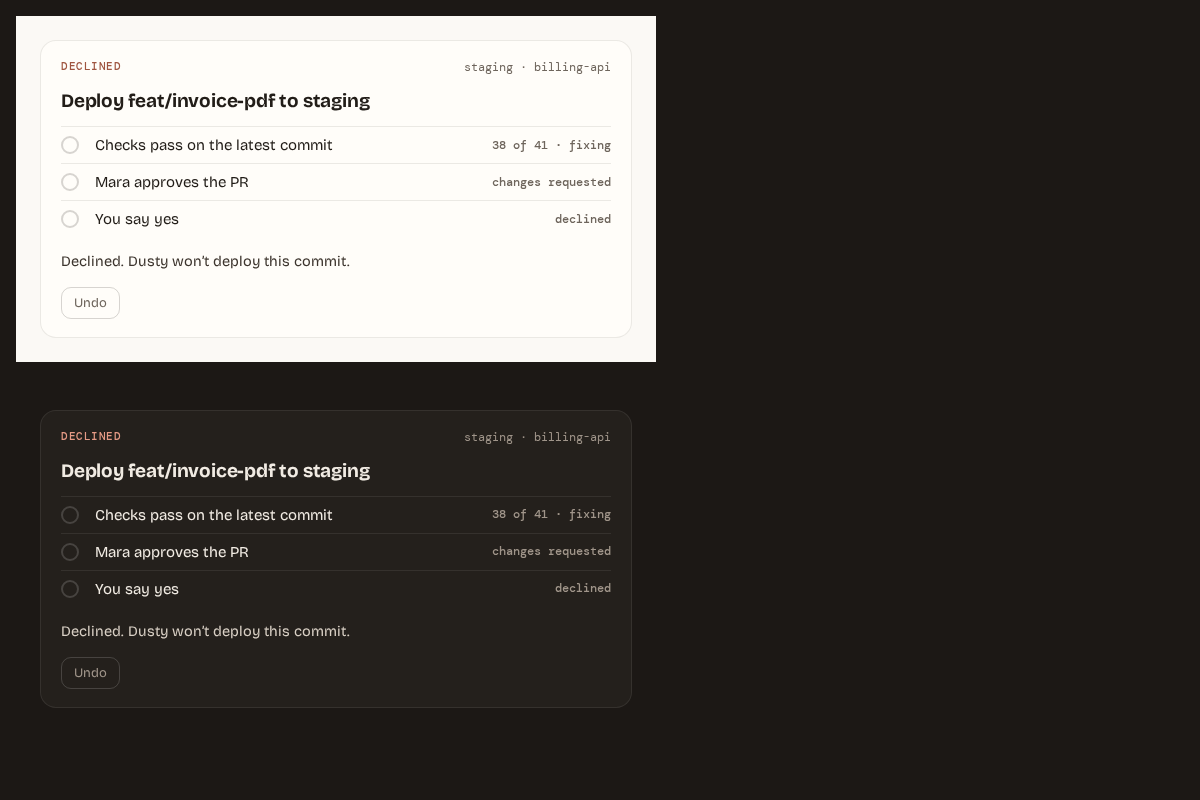 DECLINED
staging · billing-api
Deploy feat/invoice-pdf to staging
Checks pass on the latest commit
38 of 41 · fixing
Mara approves the PR
changes requested
You say yes
declined
Declined. Dusty won’t deploy this commit.
Undo
DECLINED
staging · billing-api
Deploy feat/invoice-pdf to staging
Checks pass on the latest commit
38 of 41 · fixing
Mara approves the PR
changes requested
You say yes
declined
Declined. Dusty won’t deploy this commit.
Undo